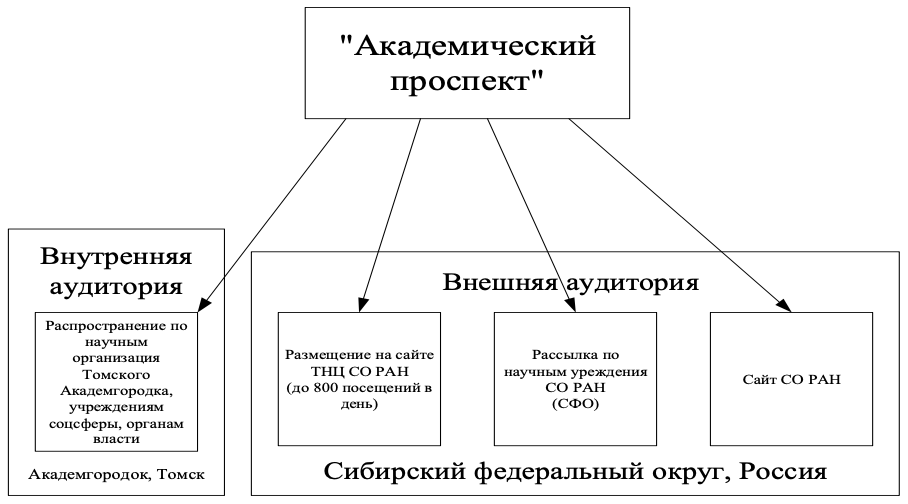 "Академический
проспект"
Внутренняя
аудитория
Распространение по
научным
организация
Томского
Академгородка,
учреждениям
соцсферы, органам
власти
Академгородок, Томск
Внешняя аудитория
Размещение на сайте
ТНЦ СО РАН
(до 800 посещений в
день)
Рассылка по
научным уреждения
СО РАН
(СФО)
Сайт СО РАН
Сибирский федеральный округ, Россия